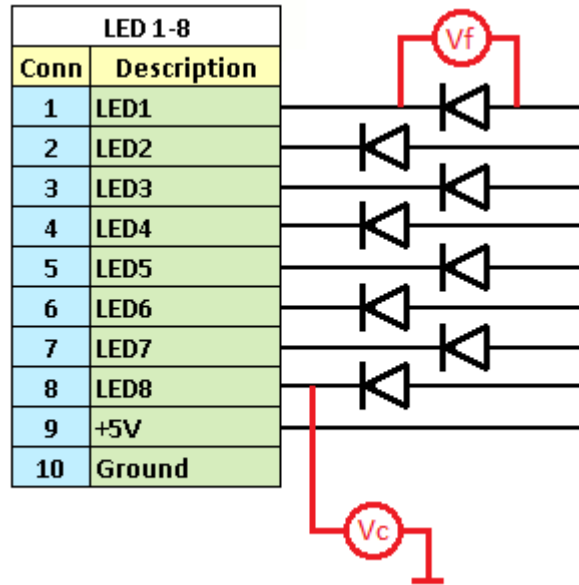 LED 1-8
Conn Description
Vf
1 LED1
2 LED2
3 LED3
4 LED4
5 LED5
6 LED6
7 LED7
8 LED8
9 +5V
10 Ground
Vc